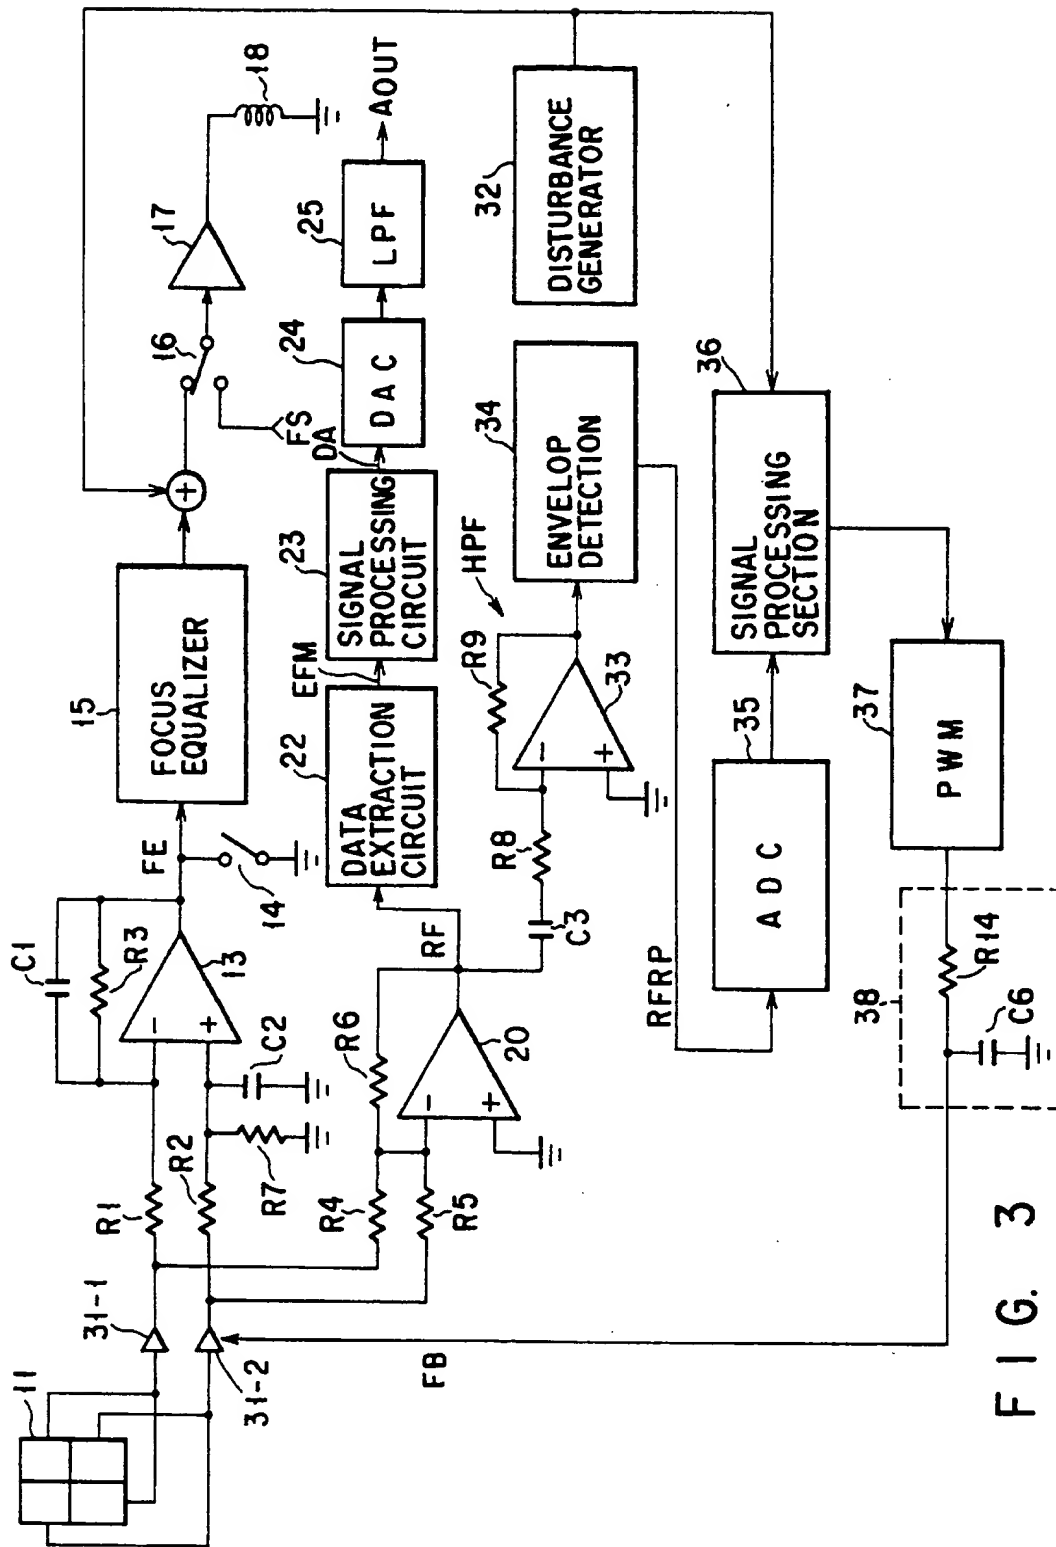 11
31-1
31-2
FB
R1
R2
R7
C2
C1
R3
13
FE
14
15
FOCUS
EQUALIZER
+
16
17
18
FS
R4
R5
R6
20
RF
22
DATA
EXTRACTION
CIRCUIT
EFM
23
SIGNAL
PROCESSING
CIRCUIT
DA
24
DAC
25
LPF
AOUT
C3
R8
R9
33
HPF
34
ENVELOP
DETECTION
32
DISTURBANCE
GENERATOR
RFRP
35
ADC
36
SIGNAL
PROCESSING
SECTION
37
PWM
38
R14
C6
-
+
-
+
-
+
FIG. 3